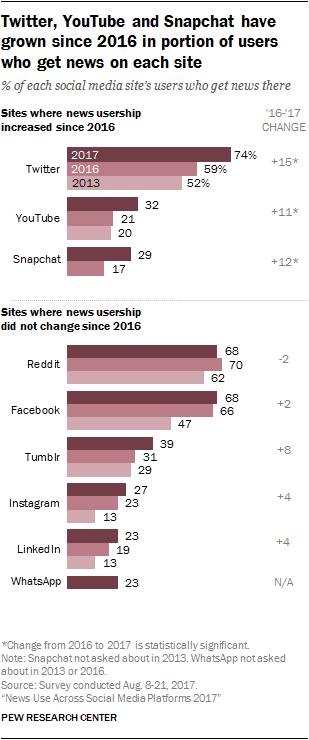 Twitter, YouTube and Snapchat have
grown since 2016 in portion of users
who get news on each site
% of each social media site's users who get news there
Sites where news usership
increased since 2016
'16-'17
CHANGE
2017 74%
Twitter 2016 59% +15*
2013 52%
32
YouTube 21 +11*
20
Snapchat 29 +12*
17
Sites where news usership
did not change since 2016
68
Reddit 70 -2
62
68
Facebook 66 +2
47
39
Tumblr 31 +8
29
27
Instagram 23 +4
13
23
LinkedIn 19 +4
13
WhatsApp 23 N/A
*Change from 2016 to 2017 is statistically significant.
Note: Snapchat not asked about in 2013. WhatsApp not asked
about in 2013 or 2016.
Source: Survey conducted Aug. 8-21, 2017.
"News Use Across Social Media Platforms 2017"
PEW RESEARCH CENTER